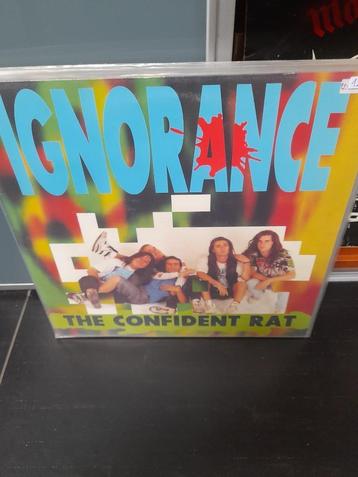 IGNORANCE
THE CONFIDENT RAT